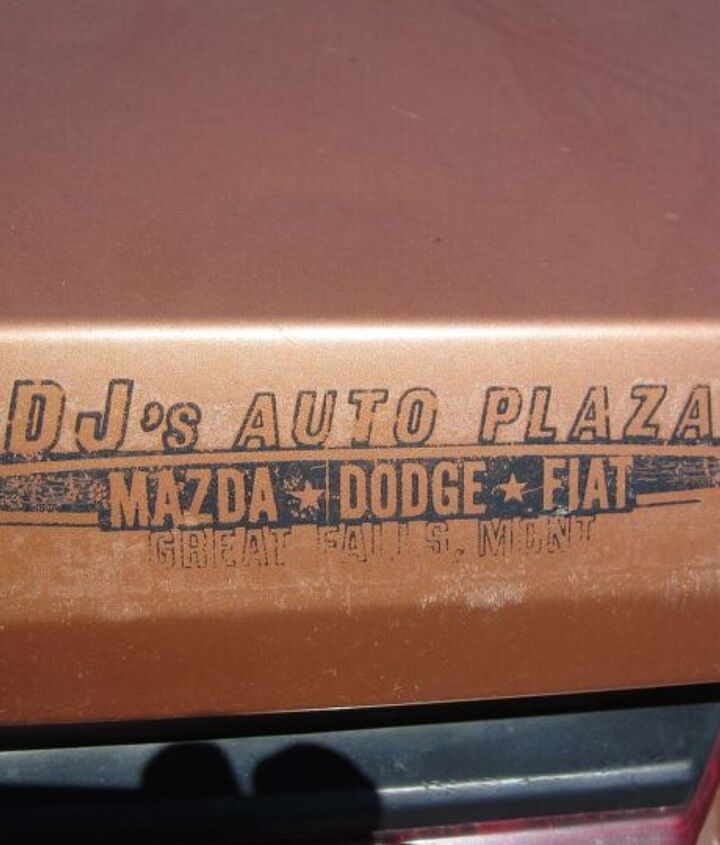 DJ's AUTO PLAZA
MAZDA ★ DODGE ★ FIAT
GREAT FALLS, MONT